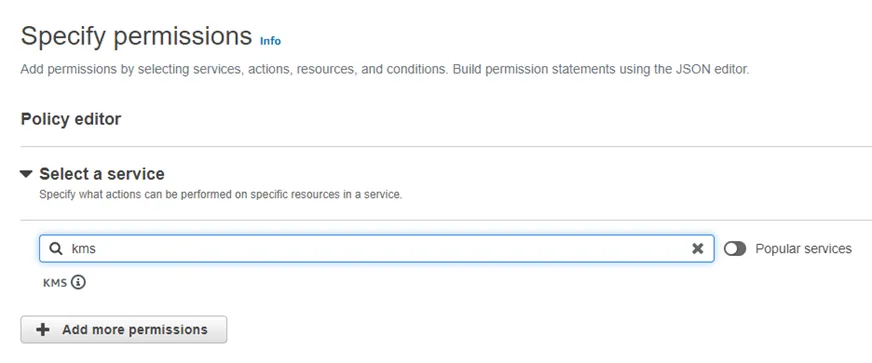 Specify permissions Info
Add permissions by selecting services, actions, resources, and conditions. Build permission statements using the JSON editor.
Policy editor
Select a service
Specify what actions can be performed on specific resources in a service.
kms
Popular services
KMS
Add more permissions